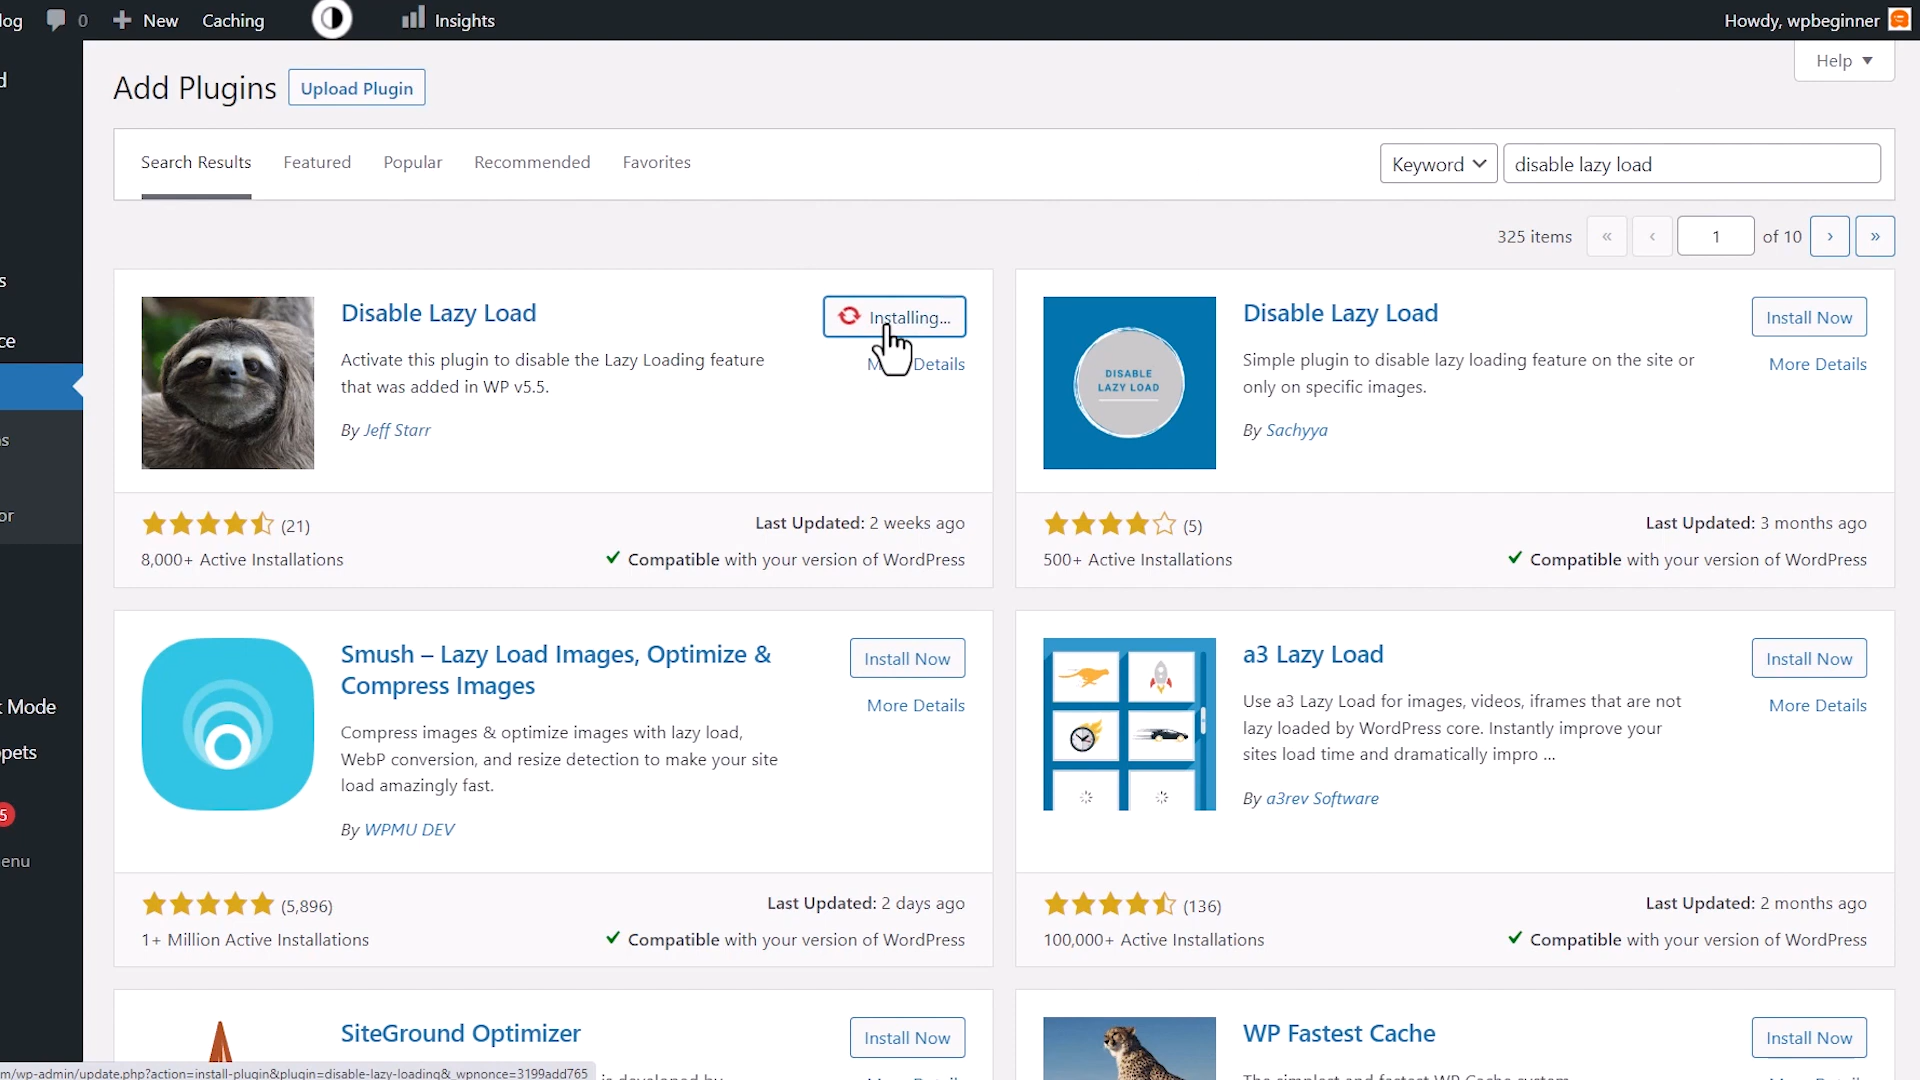 log 0 New Caching Insights Howdy, wpbeginner
Help
Add Plugins Upload Plugin
Search Results Featured Popular Recommended Favorites Keyword disable lazy load
325 items « ‹ 1 of 10 › »
Disable Lazy Load
Installing...
Activate this plugin to disable the Lazy Loading feature
that was added in WP v5.5.
Details
By Jeff Starr
(21)
Last Updated: 2 weeks ago
8,000+ Active Installations
Compatible with your version of WordPress
Disable Lazy Load
Install Now
DISABLE
LAZY LOAD
Simple plugin to disable lazy loading feature on the site or
only on specific images.
More Details
By Sachyya
(5)
Last Updated: 3 months ago
500+ Active Installations
Compatible with your version of WordPress
Smush – Lazy Load Images, Optimize &
Compress Images
Install Now
More Details
Compress images & optimize images with lazy load,
WebP conversion, and resize detection to make your site
load amazingly fast.
By WPMU DEV
(5,896)
Last Updated: 2 days ago
1+ Million Active Installations
Compatible with your version of WordPress
a3 Lazy Load
Install Now
More Details
Use a3 Lazy Load for images, videos, iframes that are not
lazy loaded by WordPress core. Instantly improve your
sites load time and dramatically impro ...
By a3rev Software
(136)
Last Updated: 2 months ago
100,000+ Active Installations
Compatible with your version of WordPress
SiteGround Optimizer
Install Now
WP Fastest Cache
Install Now
s
ce
s
or
k Mode
ppets
5
enu
m/wp-admin/update.php?action=install-plugin&plugin=disable-lazy-loading&_wpnonce=3199add765